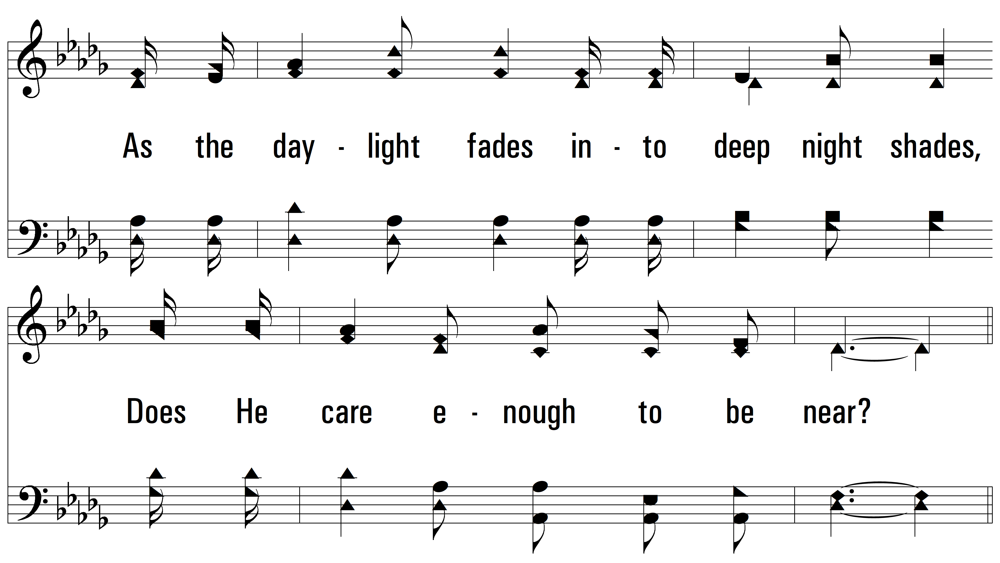 As the day - light fades in - to deep night shades,
Does He care e - nough to be near?